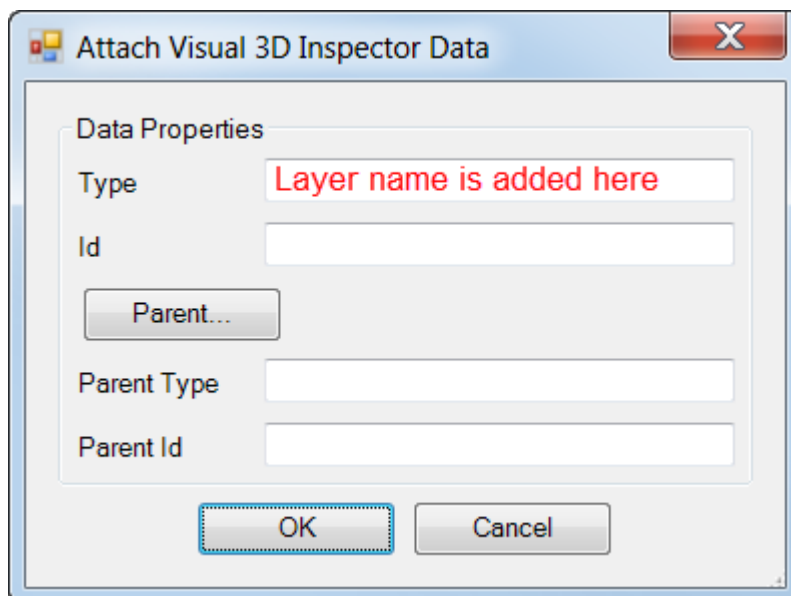 Attach Visual 3D Inspector Data
Data Properties
Type
Layer name is added here
Id
Parent...
Parent Type
Parent Id
OK
Cancel